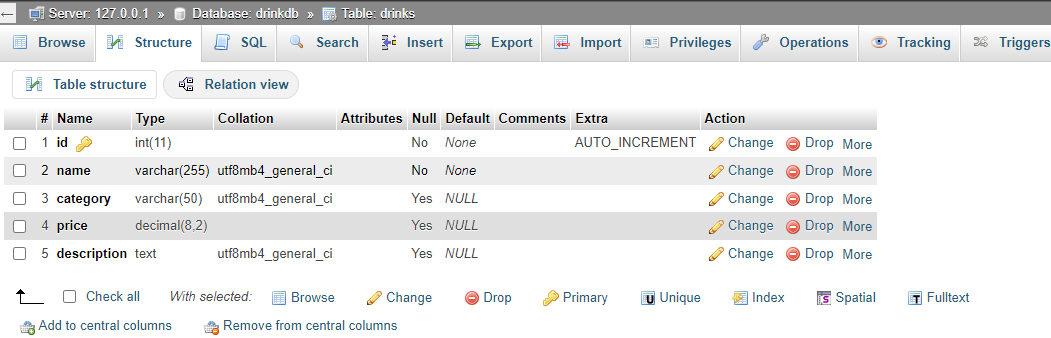 Server: 127.0.0.1 » Database: drinkdb » Table: drinks
Browse Structure SQL Search Insert Export Import Privileges Operations Tracking Triggers
Table structure Relation view
# Name Type Collation Attributes Null Default Comments Extra Action
1 id int(11) No None AUTO_INCREMENT Change Drop More
2 name varchar(255) utf8mb4_general_ci No None Change Drop More
3 category varchar(50) utf8mb4_general_ci Yes NULL Change Drop More
4 price decimal(8,2) Yes NULL Change Drop More
5 description text utf8mb4_general_ci Yes NULL Change Drop More
Check all With selected: Browse Change Drop Primary Unique Index Spatial Fulltext
Add to central columns Remove from central columns